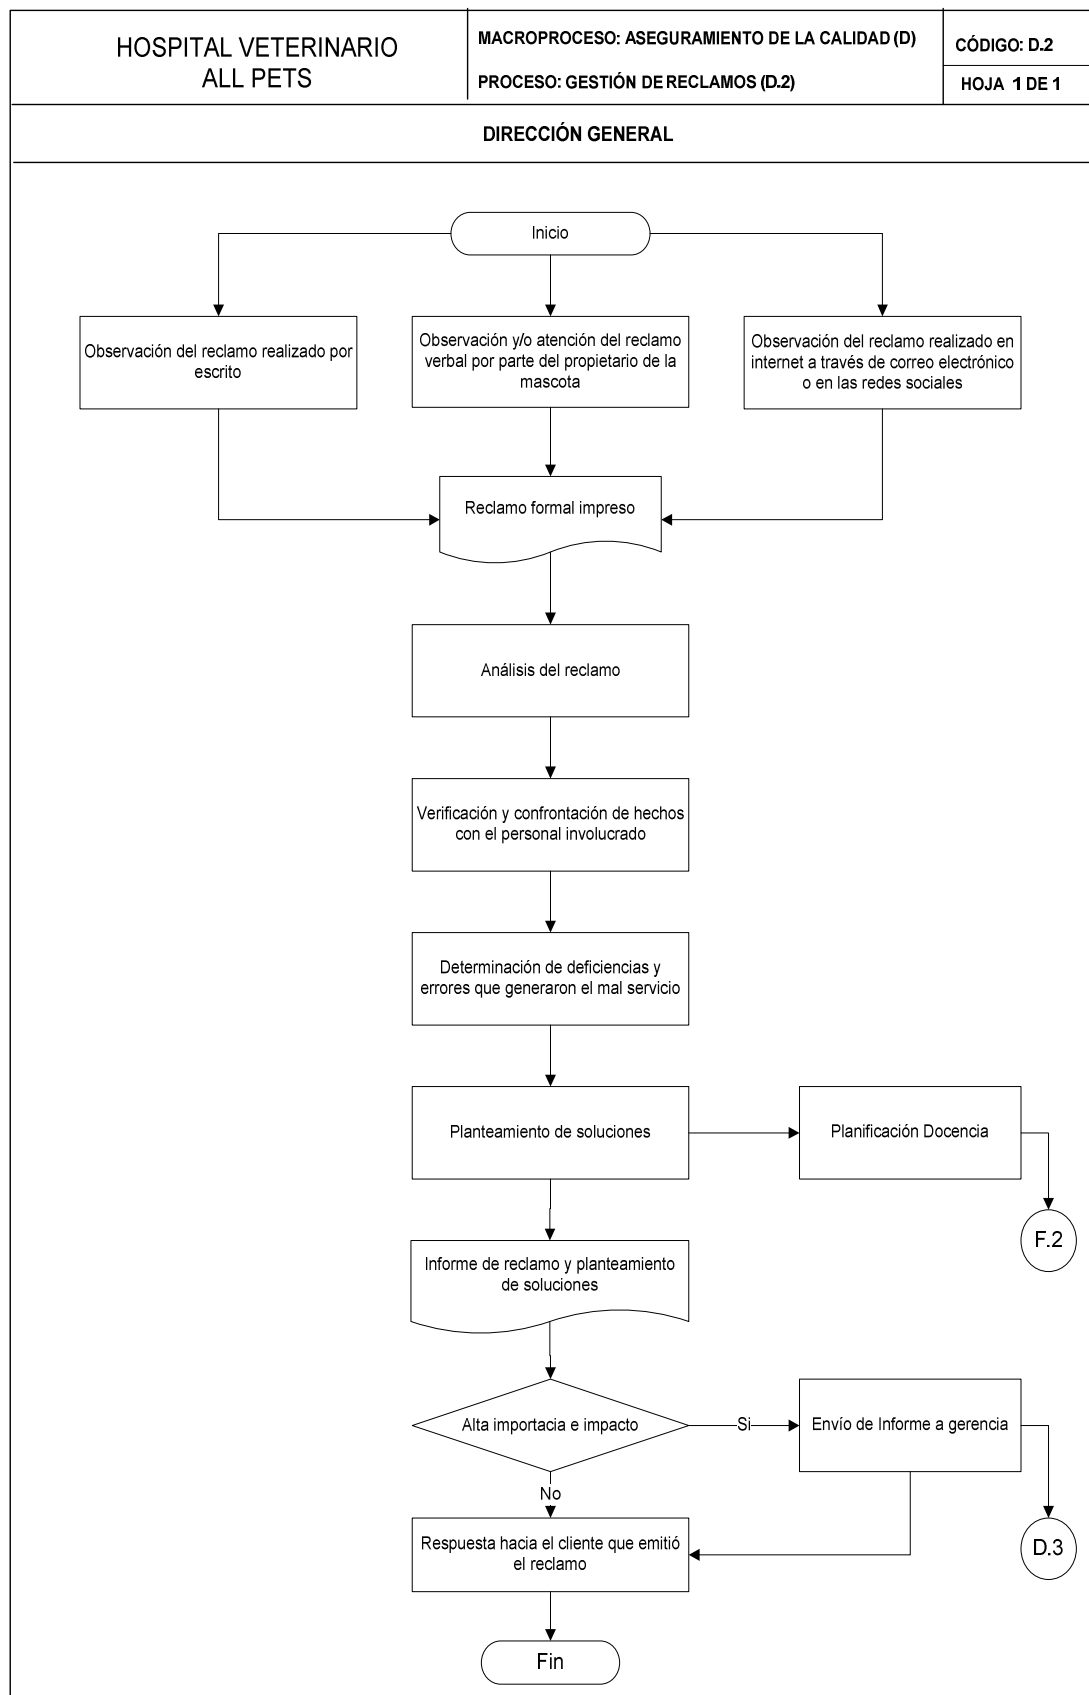 HOSPITAL VETERINARIO
ALL PETS
MACROPROCESO: ASEGURAMIENTO DE LA CALIDAD (D)
PROCESO: GESTIÓN DE RECLAMOS (D.2)
CÓDIGO: D.2
HOJA 1 DE 1
DIRECCIÓN GENERAL
Inicio
Observación del reclamo realizado por
escrito
Observación y/o atención del reclamo
verbal por parte del propietario de la
mascota
Observación del reclamo realizado en
internet a través de correo electrónico
o en las redes sociales
Reclamo formal impreso
Análisis del reclamo
Verificación y confrontación de hechos
con el personal involucrado
Determinación de deficiencias y
errores que generaron el mal servicio
Planteamiento de soluciones
Planificación Docencia
F.2
Informe de reclamo y planteamiento
de soluciones
Alta importacia e impacto
Si
Envío de Informe a gerencia
No
D.3
Respuesta hacia el cliente que emitió
el reclamo
Fin